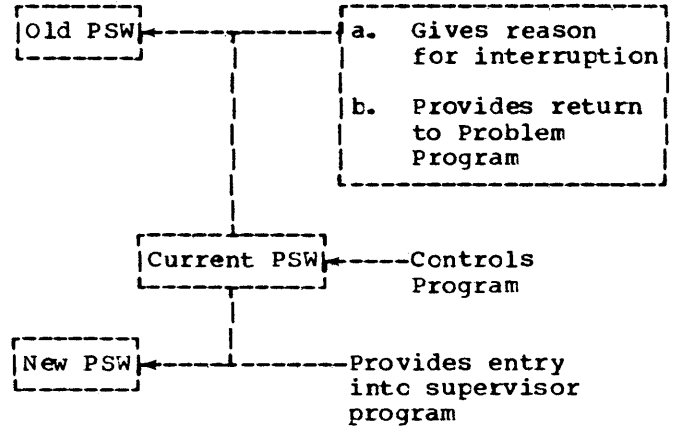 Old PSW
a. Gives reason
for interruption
b. Provides return
to Problem
Program
Current PSW
Controls
Program
New PSW
Provides entry
into supervisor
program